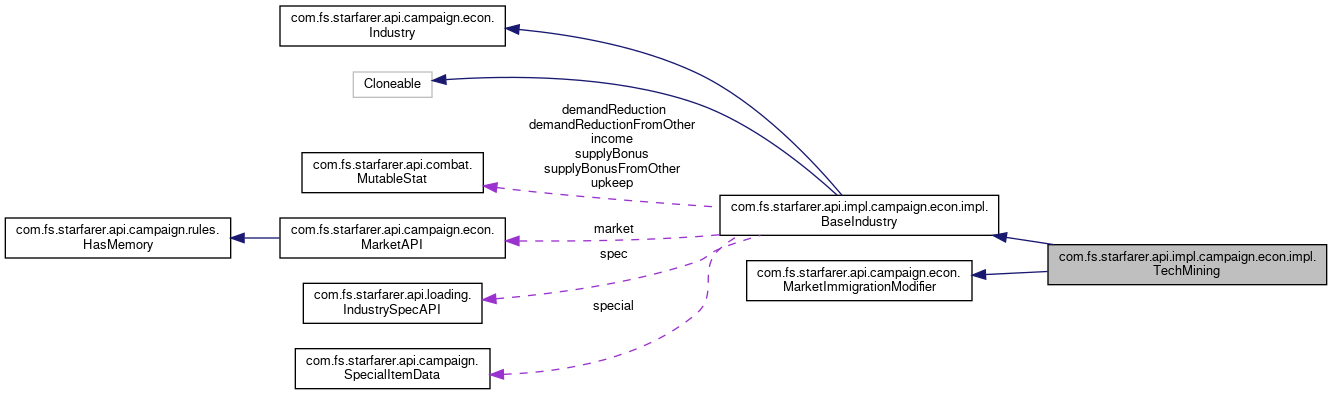 com.fs.starfarer.api.campaign.econ.
Industry
Cloneable
demandReduction
demandReductionFromOther
income
supplyBonus
supplyBonusFromOther
upkeep
com.fs.starfarer.api.combat.
MutableStat
com.fs.starfarer.api.impl.campaign.econ.impl.
BaseIndustry
com.fs.starfarer.api.campaign.rules.
HasMemory
com.fs.starfarer.api.campaign.econ.
MarketAPI
market
spec
com.fs.starfarer.api.impl.campaign.econ.impl.
TechMining
com.fs.starfarer.api.campaign.econ.
MarketImmigrationModifier
com.fs.starfarer.api.loading.
IndustrySpecAPI
special
com.fs.starfarer.api.campaign.
SpecialItemData